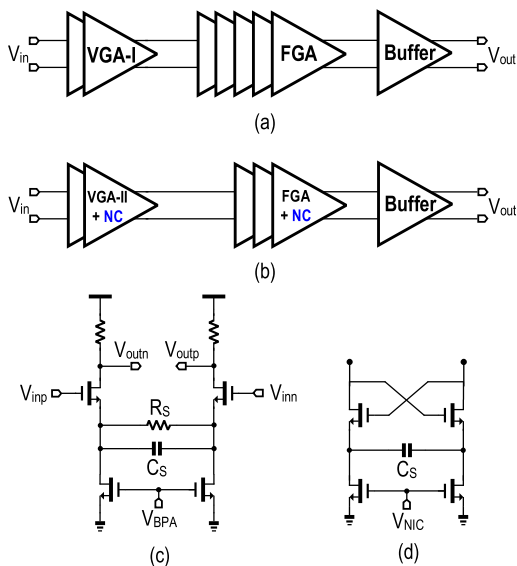 Vin VGA-I FGA Buffer Vout
(a)
Vin VGA-II + NC FGA + NC Buffer Vout
(b)
Voutn Voutp
Vinp Vinn
RS
CS
VBPA
(c)
CS
VNIC
(d)